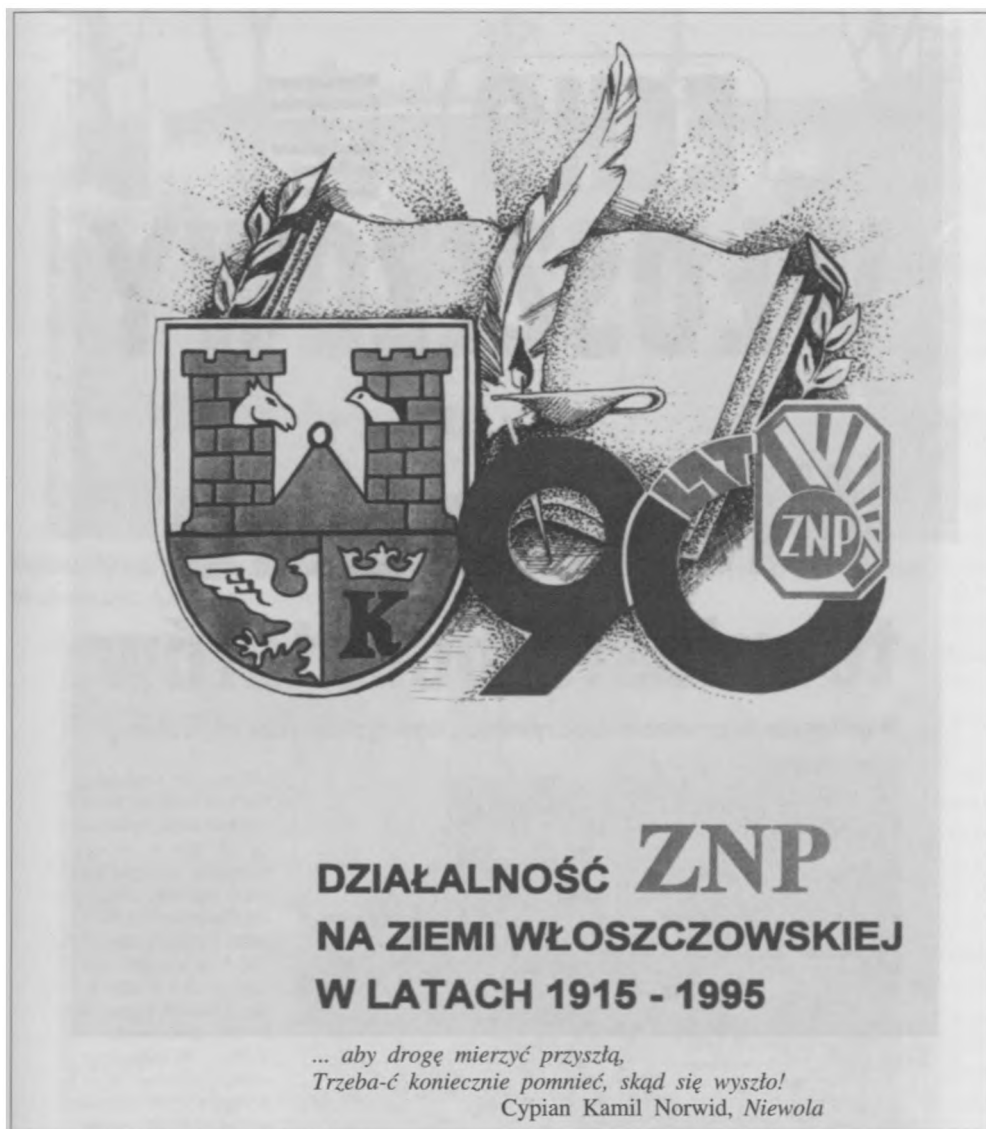 K
90
LAT
ZNP
DZIAŁALNOŚĆ ZNP
NA ZIEMI WŁOSZCZOWSKIEJ
W LATACH 1915 - 1995
... aby drogę mierzyć przyszłą,
Trzeba-ć koniecznie pomnieć, skąd się wyszło!
Cypian Kamil Norwid, Niewola